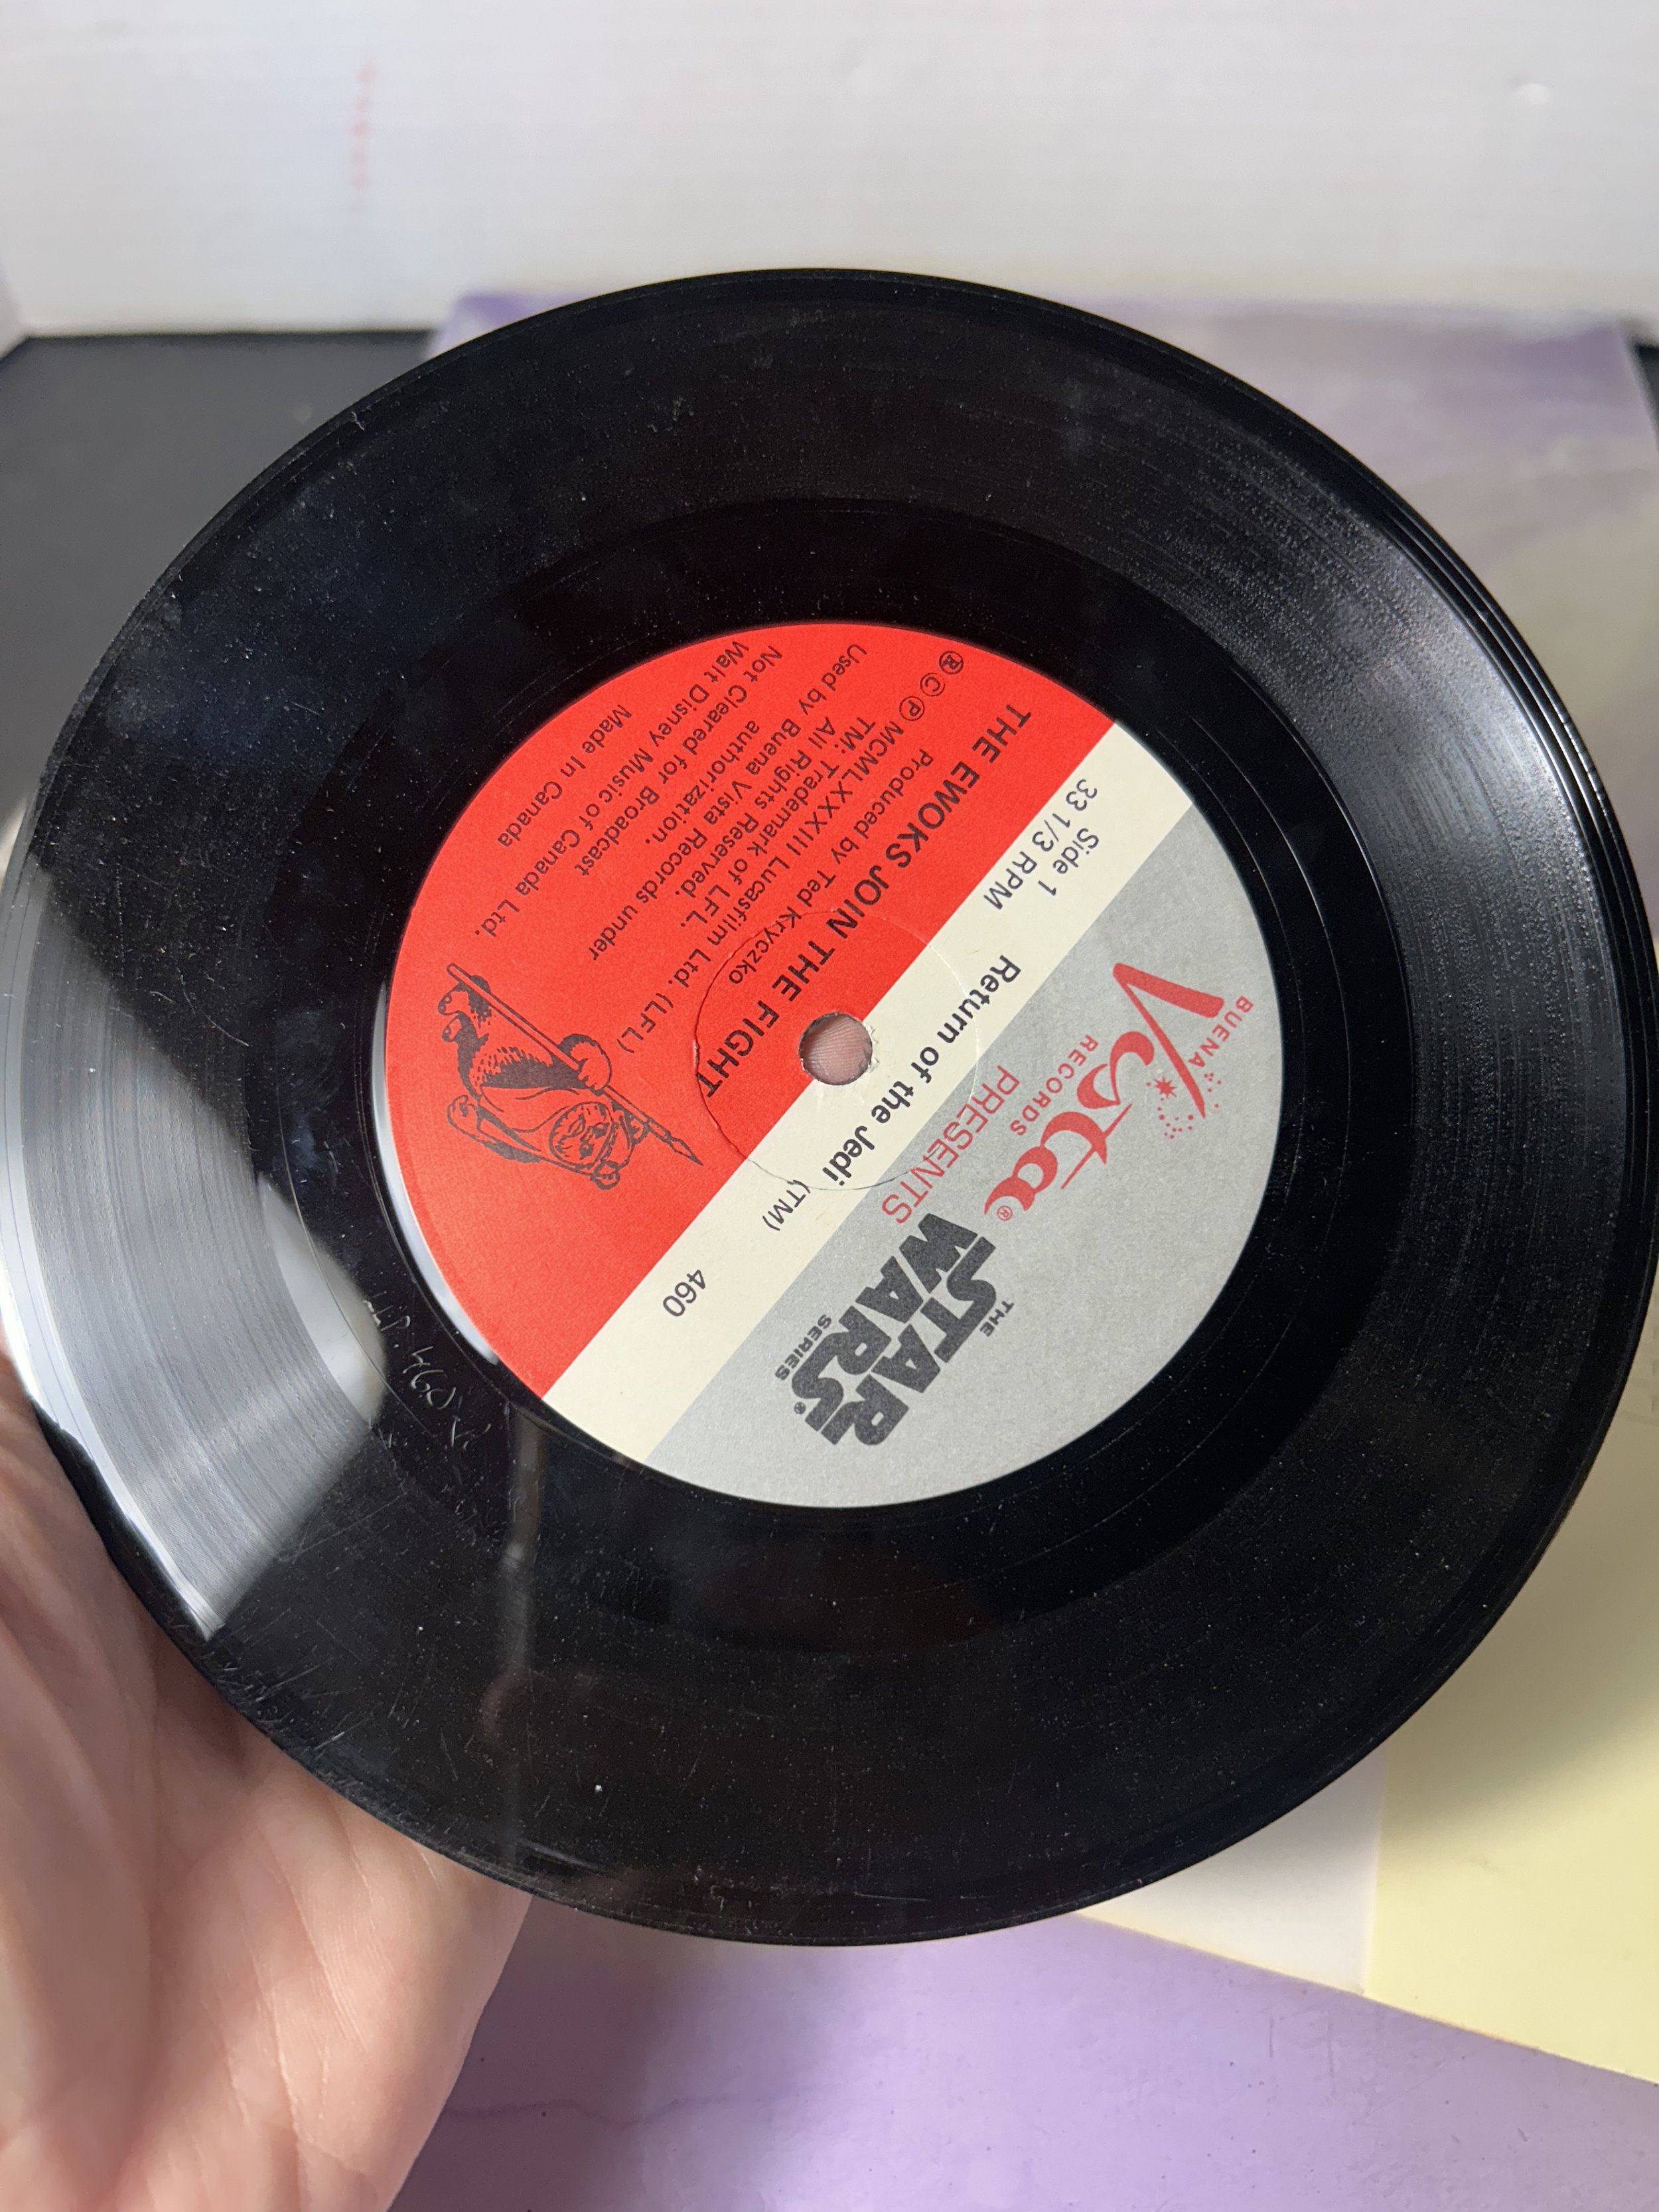 BUENA
Vista®
RECORDS
PRESENTS
THE
STAR
WARS®
SERIES
Side 1
33 1/3 RPM
Return of the Jedi (TM)
460
THE EWOKS JOIN THE FIGHT
Produced by Ted Kryczko
Ⓡ Ⓒ Ⓟ MCMLXXXIII Lucasfilm Ltd. (LFL)
TM: Trademark of LFL.
All Rights Reserved.
Used by Buena Vista Records under
authorization.
Not Cleared for Broadcast
Walt Disney Music of Canada Ltd.
Made In Canada